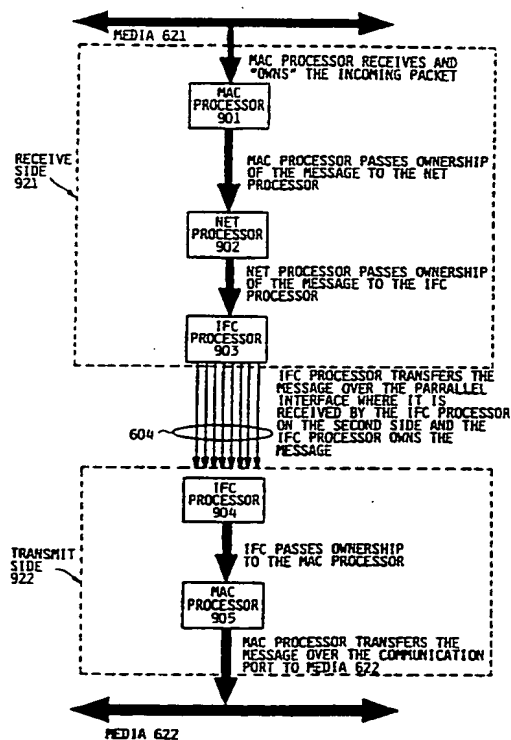 MEDIA 621
MAC PROCESSOR RECEIVES AND
"OWNS" THE INCOMING PACKET
MAC
PROCESSOR
901
RECEIVE
SIDE
921
MAC PROCESSOR PASSES OWNERSHIP
OF THE MESSAGE TO THE NET
PROCESSOR
NET
PROCESSOR
902
NET PROCESSOR PASSES OWNERSHIP
OF THE MESSAGE TO THE IFC
PROCESSOR
IFC
PROCESSOR
903
IFC PROCESSOR TRANSFERS THE
MESSAGE OVER THE PARRALLEL
INTERFACE WHERE IT IS
RECEIVED BY THE IFC PROCESSOR
ON THE SECOND SIDE AND THE
IFC PROCESSOR OWNS THE
MESSAGE
604
IFC
PROCESSOR
904
TRANSMIT
SIDE
922
IFC PASSES OWNERSHIP
TO THE MAC PROCESSOR
MAC
PROCESSOR
905
MAC PROCESSOR TRANSFERS THE
MESSAGE OVER THE COMMUNICATION
PORT TO MEDIA 622
MEDIA 622